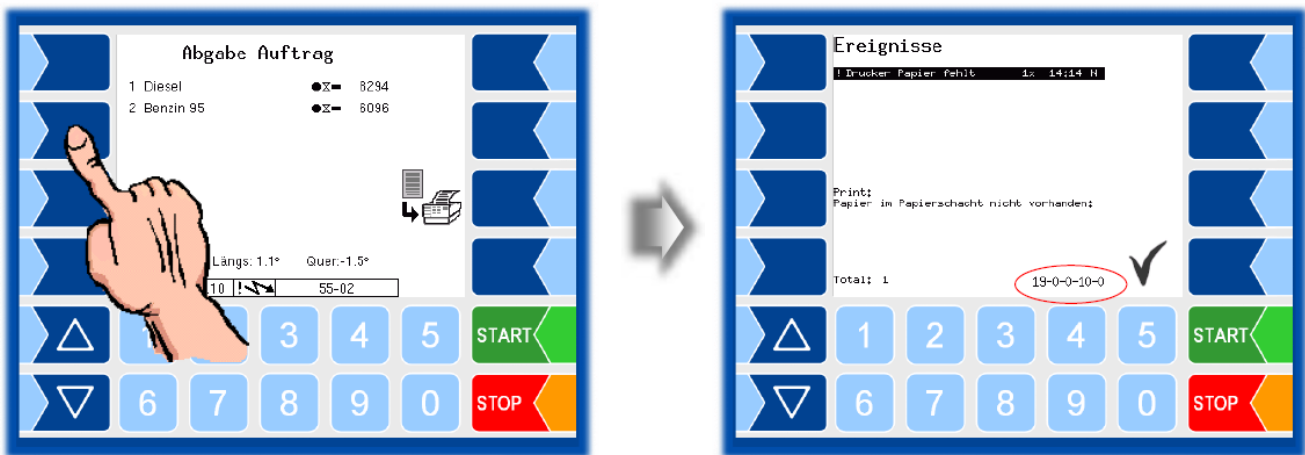 Abgabe Auftrag
1 Diesel 8294
2 Benzin 95 6096
Längs: 1.1° Quer:-1.5°
10 ! 55-02
3 4 5 START
6 7 8 9 0 STOP
Ereignisse
! Drucker Papier fehlt 1x 14:14 N
Print:
Papier im Papierschacht nicht vorhanden;
Total: 1 19-0-0-10-0
1 2 3 4 5 START
6 7 8 9 0 STOP